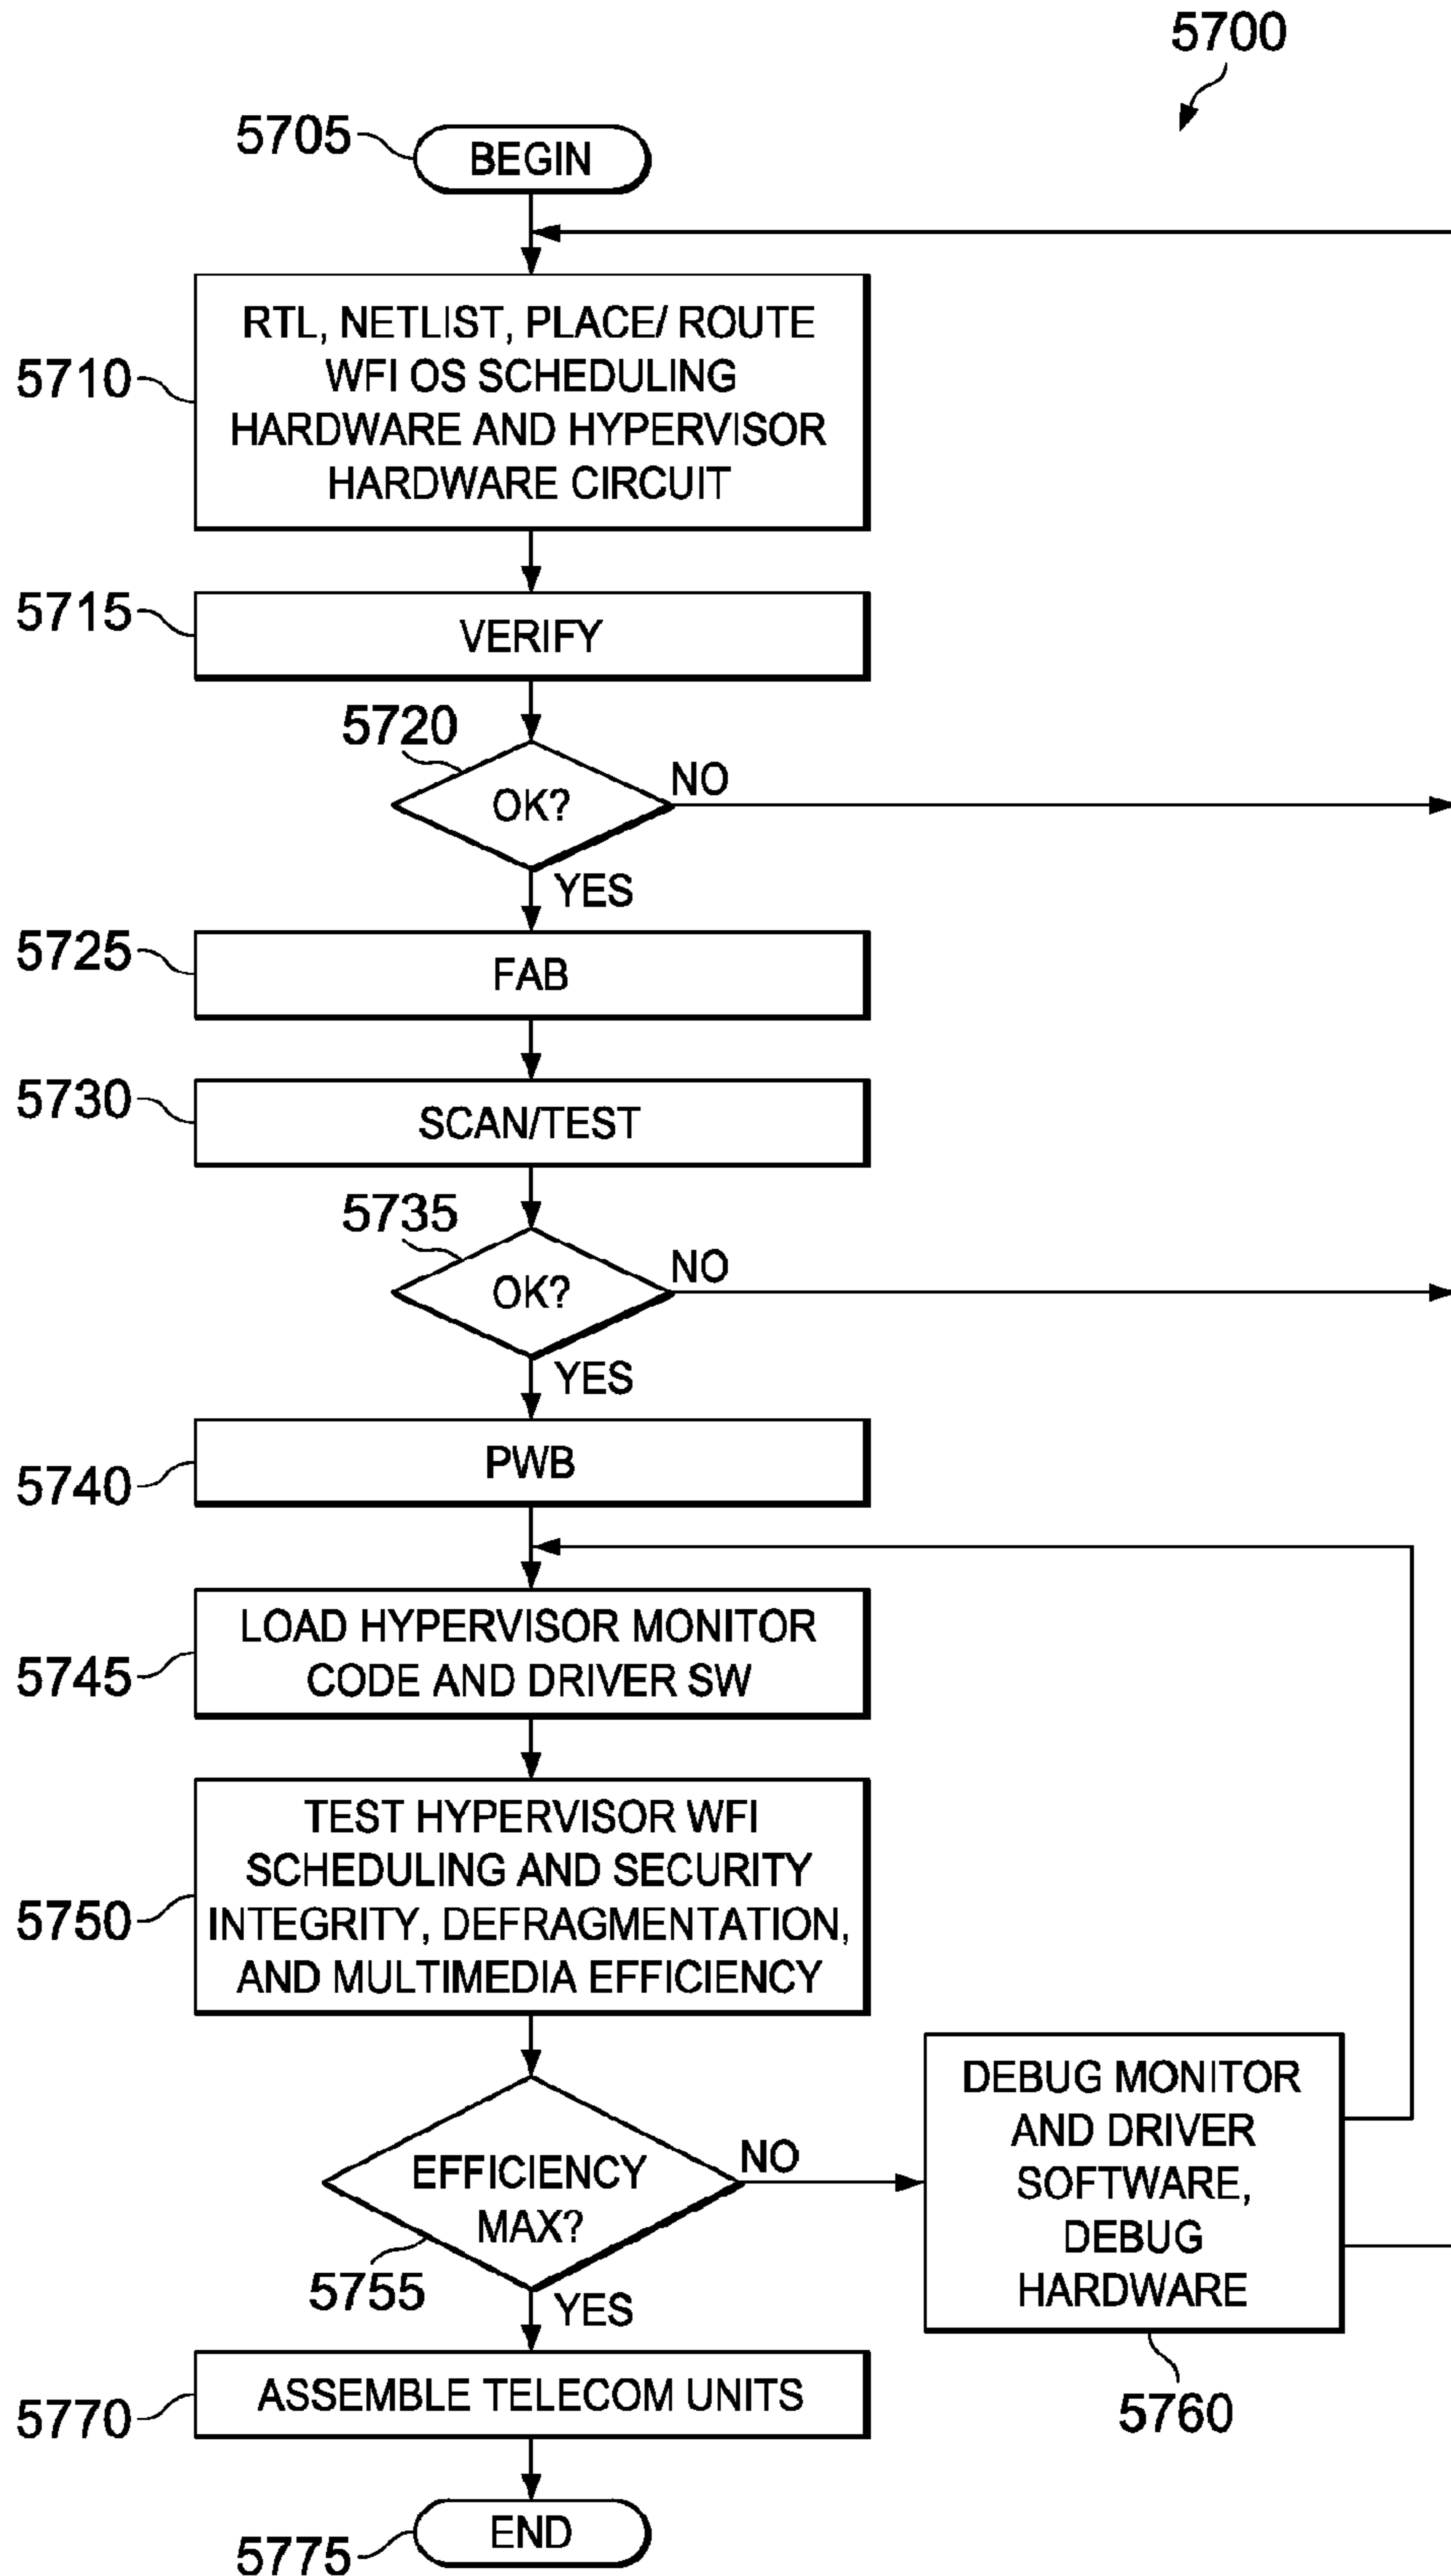 5700
5705
BEGIN
5710
RTL, NETLIST, PLACE/ ROUTE
WFI OS SCHEDULING
HARDWARE AND HYPERVISOR
HARDWARE CIRCUIT
5715
VERIFY
5720
OK?
NO
YES
5725
FAB
5730
SCAN/TEST
5735
OK?
NO
YES
5740
PWB
5745
LOAD HYPERVISOR MONITOR
CODE AND DRIVER SW
5750
TEST HYPERVISOR WFI
SCHEDULING AND SECURITY
INTEGRITY, DEFRAGMENTATION,
AND MULTIMEDIA EFFICIENCY
EFFICIENCY
MAX?
5755
NO
YES
DEBUG MONITOR
AND DRIVER
SOFTWARE,
DEBUG
HARDWARE
5760
5770
ASSEMBLE TELECOM UNITS
5775
END